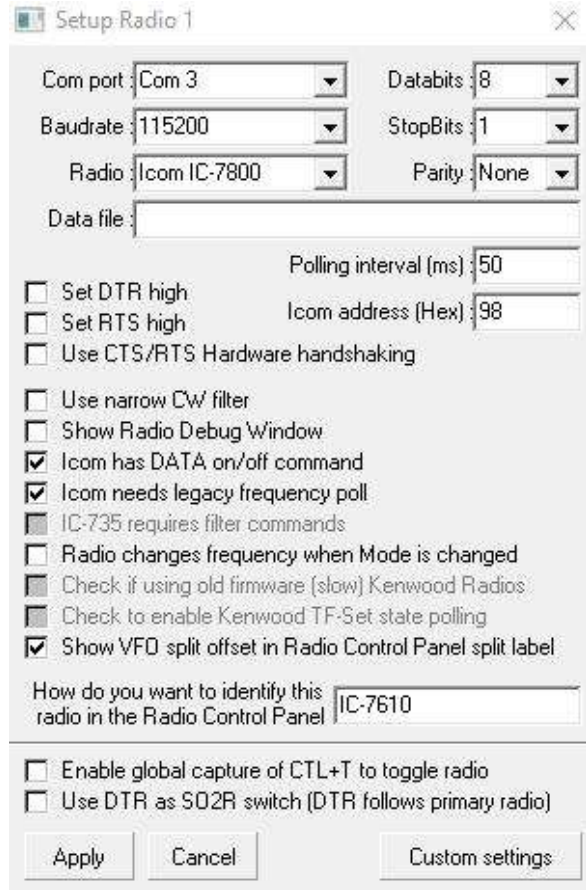 Setup Radio 1
Com port : Com 3 Databits : 8
Baudrate : 115200 StopBits : 1
Radio : Icom IC-7800 Parity : None
Data file :
Polling interval (ms) : 50
Set DTR high
Icom address (Hex) : 98
Set RTS high
Use CTS/RTS Hardware handshaking
Use narrow CW filter
Show Radio Debug Window
Icom has DATA on/off command
Icom needs legacy frequency poll
IC-735 requires filter commands
Radio changes frequency when Mode is changed
Check if using old firmware (slow) Kenwood Radios
Check to enable Kenwood TF-Set state polling
Show VFO split offset in Radio Control Panel split label
How do you want to identify this
radio in the Radio Control Panel IC-7610
Enable global capture of CTL+T to toggle radio
Use DTR as SO2R switch (DTR follows primary radio)
Apply Cancel Custom settings